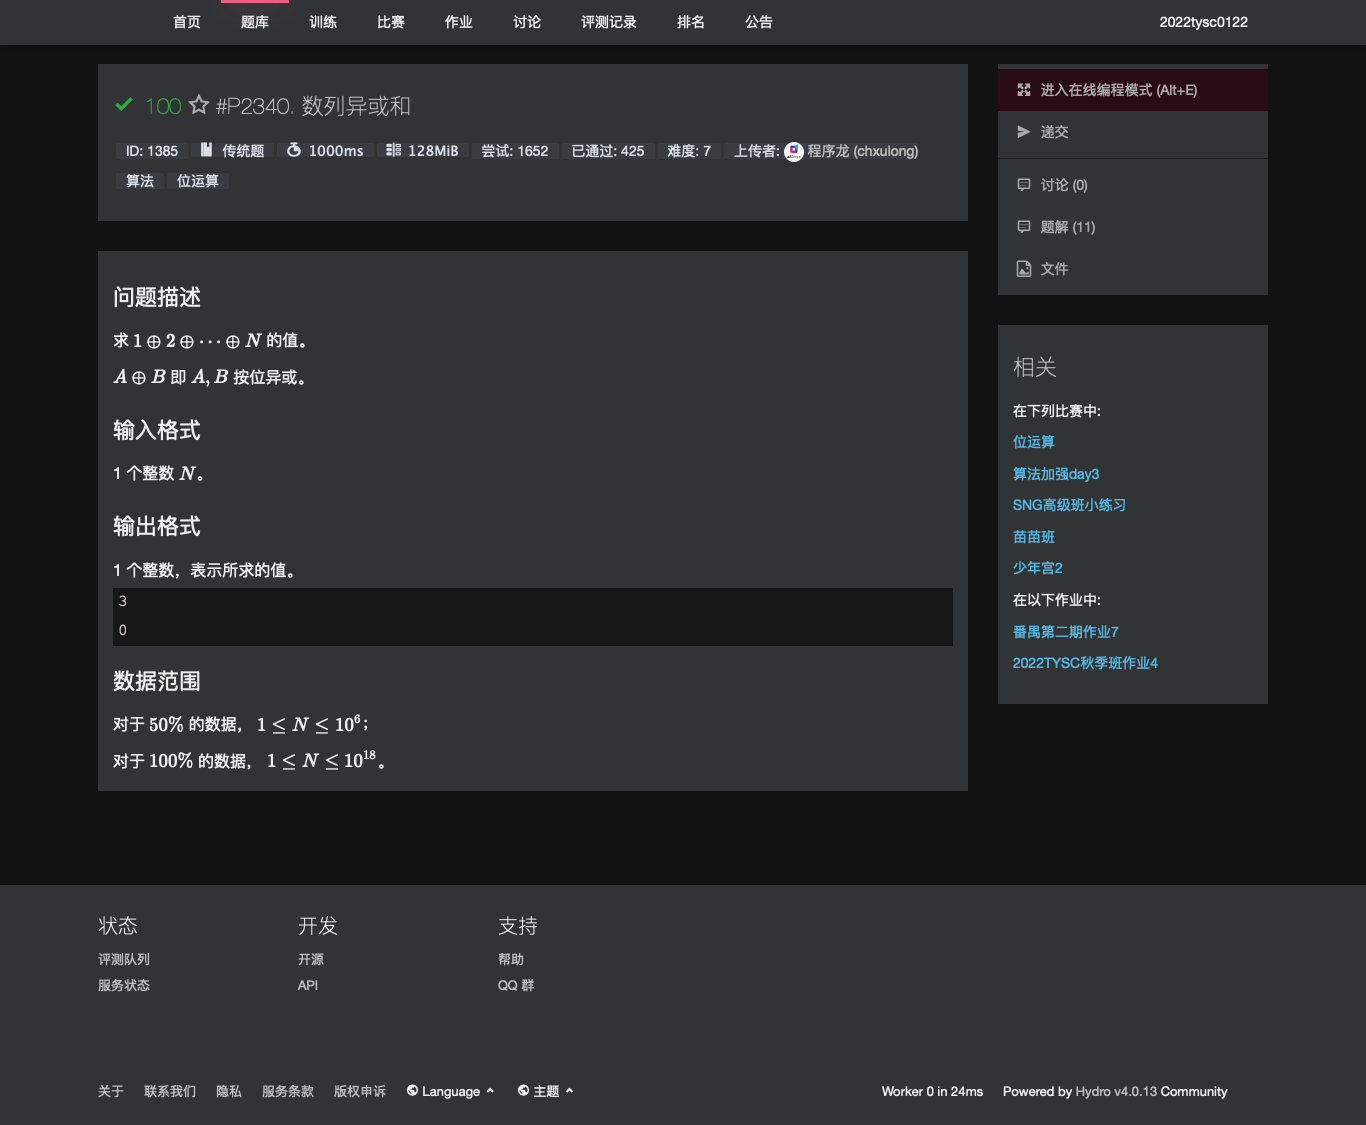 首页 题库 训练 比赛 作业 讨论 评测记录 排名 公告 2022tysc0122
100 #P2340. 数列异或和
ID: 1385 传统题 1000ms 128MiB 尝试: 1652 已通过: 425 难度: 7 上传者: 程序龙 (chxulong)
算法 位运算
问题描述
求 1 ⊕ 2 ⊕ ⋯ ⊕ N 的值。
A ⊕ B 即 A, B 按位异或。
输入格式
1 个整数 N。
输出格式
1 个整数，表示所求的值。
3
0
数据范围
对于 50% 的数据， 1 ≤ N ≤ 10^6；
对于 100% 的数据， 1 ≤ N ≤ 10^18。
进入在线编程模式 (Alt+E)
递交
讨论 (0)
题解 (11)
文件
相关
在下列比赛中:
位运算
算法加强day3
SNG高级班小练习
苗苗班
少年宫2
在以下作业中:
番禺第二期作业7
2022TYSC秋季班作业4
状态 开发 支持
评测队列 开源 帮助
服务状态 API QQ 群
关于 联系我们 隐私 服务条款 版权申诉 Language 主题 Worker 0 in 24ms Powered by Hydro v4.0.13 Community